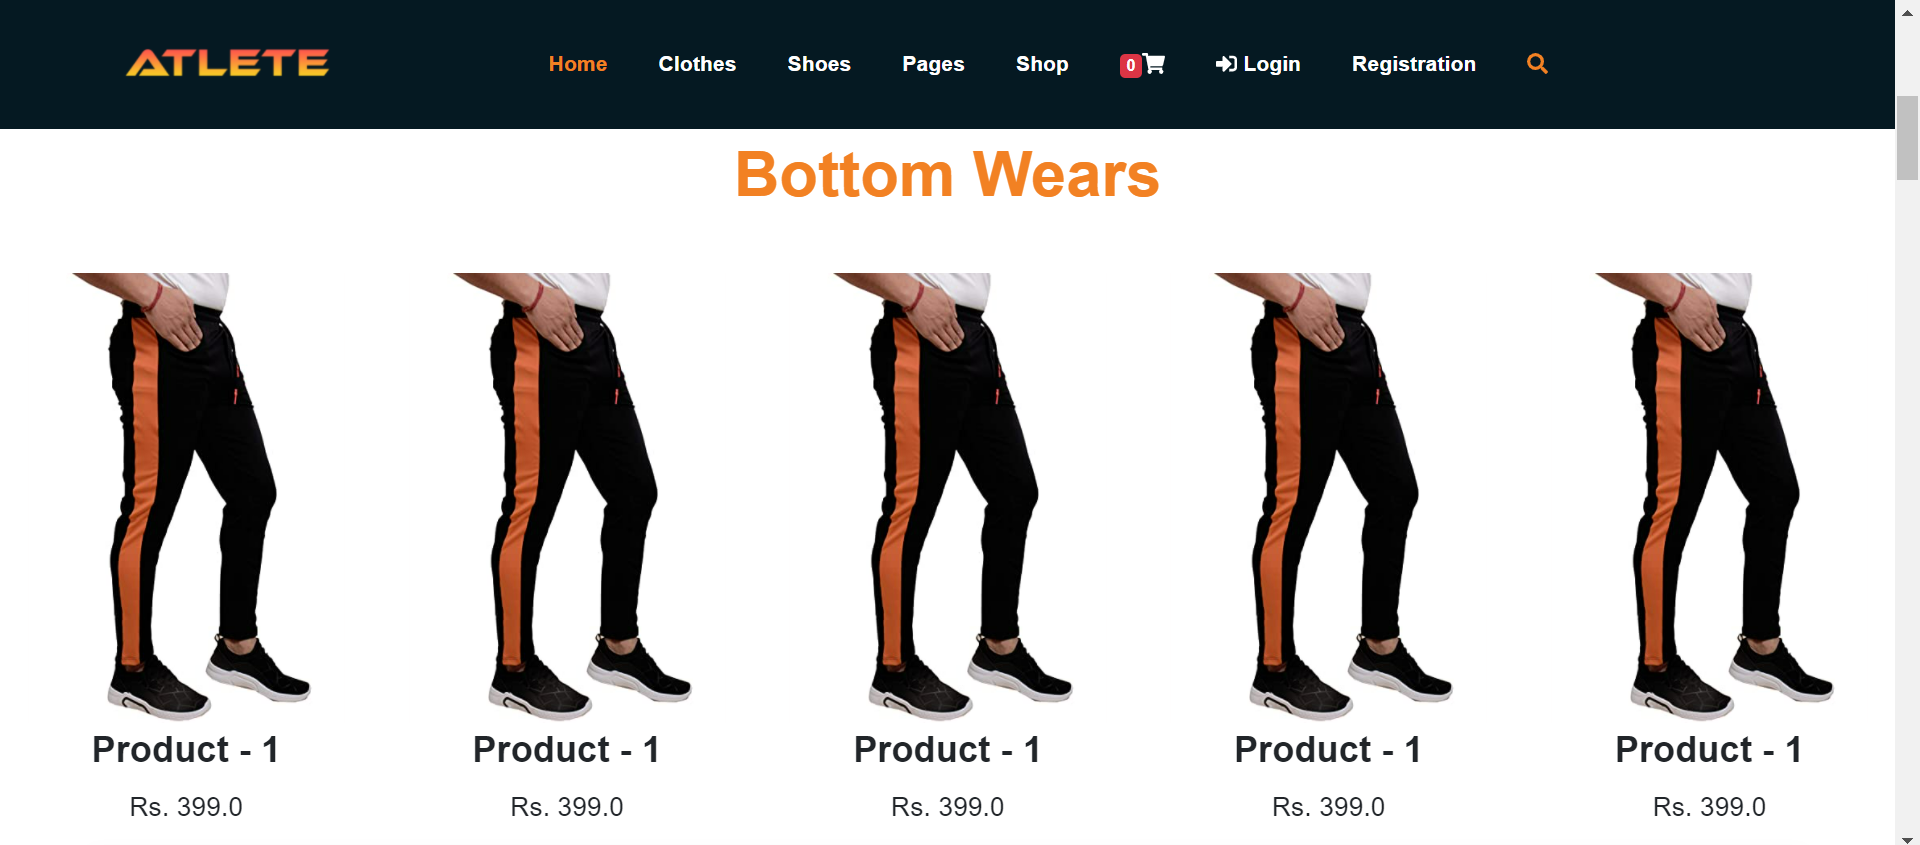 ATLETE Home Clothes Shoes Pages Shop 0 Login Registration
Bottom Wears
Product - 1 Product - 1 Product - 1 Product - 1 Product - 1
Rs. 399.0 Rs. 399.0 Rs. 399.0 Rs. 399.0 Rs. 399.0